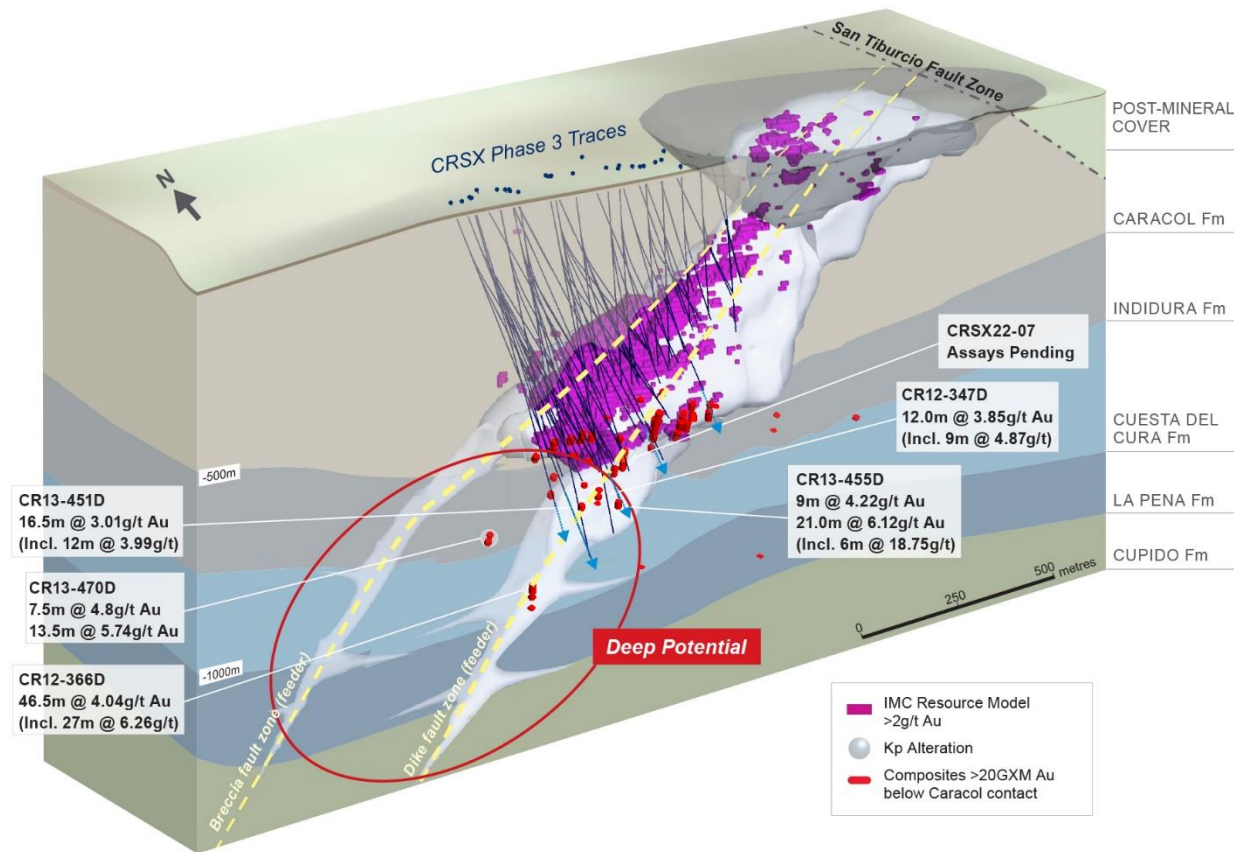 San Tiburcio Fault Zone
N
CRSX Phase 3 Traces
POST-MINERAL
COVER
CARACOL Fm
INDIDURA Fm
CUESTA DEL
CURA Fm
LA PENA Fm
CUPIDO Fm
CRSX22-07
Assays Pending
CR12-347D
12.0m @ 3.85g/t Au
(Incl. 9m @ 4.87g/t)
CR13-455D
9m @ 4.22g/t Au
21.0m @ 6.12g/t Au
(Incl. 6m @ 18.75g/t)
-500m
CR13-451D
16.5m @ 3.01g/t Au
(Incl. 12m @ 3.99g/t)
CR13-470D
7.5m @ 4.8g/t Au
13.5m @ 5.74g/t Au
-1000m
CR12-366D
46.5m @ 4.04g/t Au
(Incl. 27m @ 6.26g/t)
Deep Potential
Breccia fault zone (feeder)
Dike fault zone (feeder)
0
250
500
metres
IMC Resource Model
>2g/t Au
Kp Alteration
Composites >20GXM Au
below Caracol contact